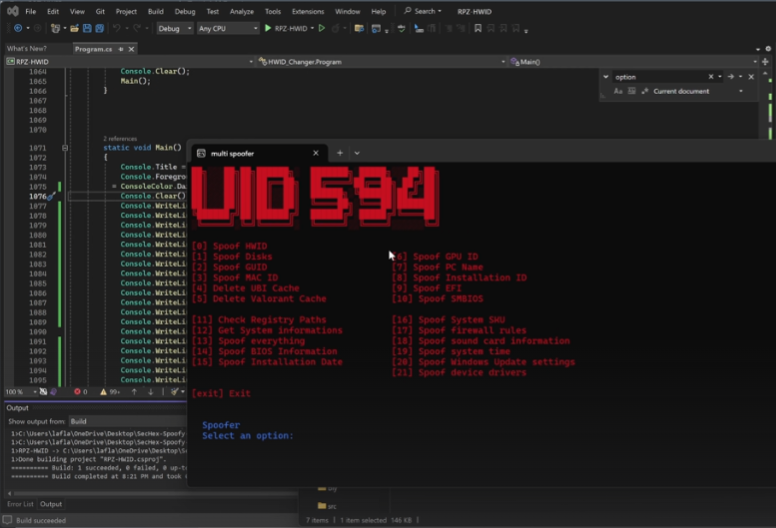 File Edit View Git Project Build Debug Test Analyze Tools Extensions Window Help Search RPZ-HWID
Debug Any CPU RPZ-HWID
What's New? Program.cs
RPZ-HWID HWID_Changer.Program Main()
option
Current document
1064 Console.Clear();
1065 Main();
1066 }
1067
1068
1069
1070
2 references
1071 static void Main()
1072 {
1073 Console.Title =
1074 Console.Foregro
1075 = ConsoleColor.Da
1076 Console.Clear()
1077 Console.WriteLi
1078 Console.WriteLi
1079 Console.WriteLi
1080 Console.WriteLi
1081 Console.WriteLi
1082 Console.WriteLi
1083 Console.WriteLi
1084 Console.WriteLi
1085 Console.WriteLi
1086 Console.WriteLi
1087 Console.WriteLi
1088 Console.WriteLi
1089 Console.WriteLi
1090 Console.WriteLi
1091 Console.WriteLi
1092 Console.WriteLi
1093 Console.WriteLi
1094 Console.WriteLi
1095 Console.WriteLi
100 % 0 99+
Output
Show output from: Build
1>C:\Users\lafla\OneDrive\Desktop\SecHex-Spoofy
1>C:\Users\lafla\OneDrive\Desktop\SecHex-Spoofy
1>RPZ-HWID -> C:\Users\lafla\OneDrive\Desktop\
1>Done building project "RPZ-HWID.csproj".
========== Build: 1 succeeded, 0 failed, 0 up-t
========== Build completed at 8:21 PM and took
Error List Output
Build succeeded
multi spoofer
UID 594
[0] Spoof HWID
[1] Spoof Disks [6] Spoof GPU ID
[2] Spoof GUID [7] Spoof PC Name
[3] Spoof MAC ID [8] Spoof Installation ID
[4] Delete UBI Cache [9] Spoof EFI
[5] Delete Valorant Cache [10] Spoof SMBIOS
[11] Check Registry Paths [16] Spoof System SKU
[12] Get System informations [17] Spoof firewall rules
[13] Spoof everything [18] Spoof sound card information
[14] Spoof BIOS Information [19] Spoof system time
[15] Spoof Installation Date [20] Spoof Windows Update settings
[21] Spoof device drivers
[exit] Exit
Spoofer
Select an option:
src
7 items 1 item selected 146 KB